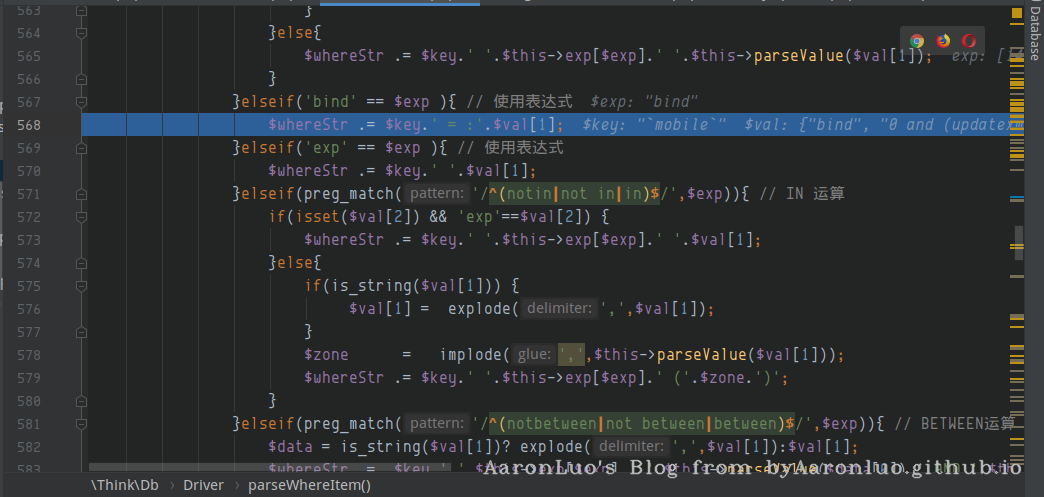 563 }
564 }else{
565 $whereStr .= $key.' '.$this->exp[$exp].' '.$this->parseValue($val[1]); exp: [
566 }
567 }elseif('bind' == $exp ){ // 使用表达式 $exp: "bind"
568 $whereStr .= $key.' = :'.$val[1]; $key: "`mobile`" $val: {"bind", "0 and (updatexm
569 }elseif('exp' == $exp ){ // 使用表达式
570 $whereStr .= $key.' '.$val[1];
571 }elseif(preg_match( pattern: '/^(notin|not in|in)$/',$exp)){ // IN 运算
572 if(isset($val[2]) && 'exp'==$val[2]) {
573 $whereStr .= $key.' '.$this->exp[$exp].' '.$val[1];
574 }else{
575 if(is_string($val[1])) {
576 $val[1] = explode( delimiter: ',',$val[1]);
577 }
578 $zone = implode( glue: ',',$this->parseValue($val[1]));
579 $whereStr .= $key.' '.$this->exp[$exp].' ('.$zone.')';
580 }
581 }elseif(preg_match( pattern: '/^(notbetween|not between|between)$/',$exp)){ // BETWEEN运算
582 $data = is_string($val[1])? explode( delimiter: ',',$val[1]):$val[1];
583 $whereStr .= $key.' '
AaronLuo's Blog from byAaronluo.github.io
\Think\Db › Driver › parseWhereItem()
Database